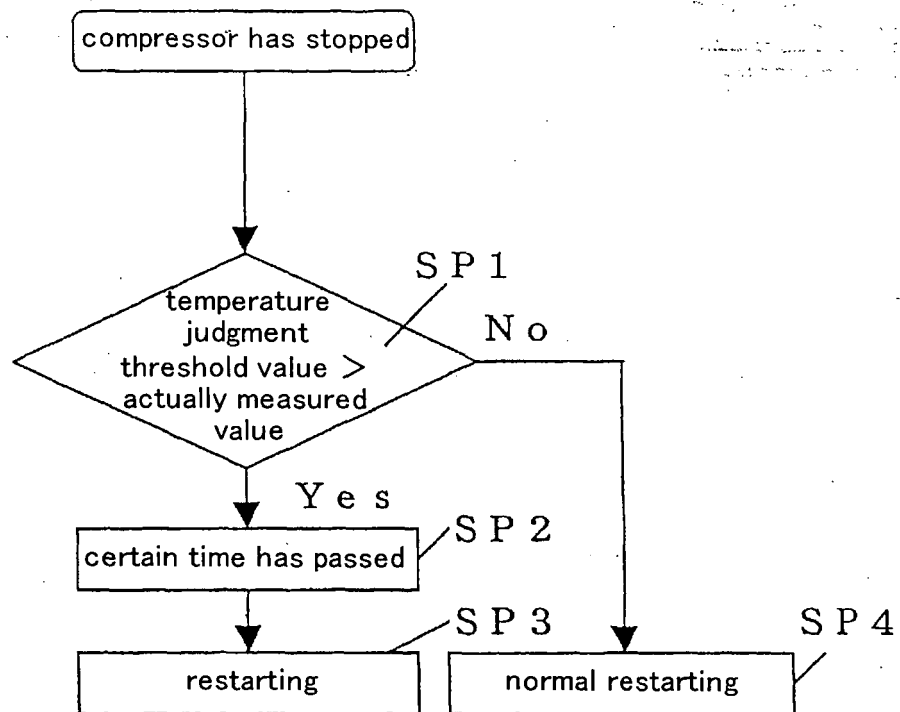 compressor has stopped
SP1
temperature
judgment
threshold value >
actually measured
value
No
Yes
SP2
certain time has passed
SP3
SP4
restarting
normal restarting